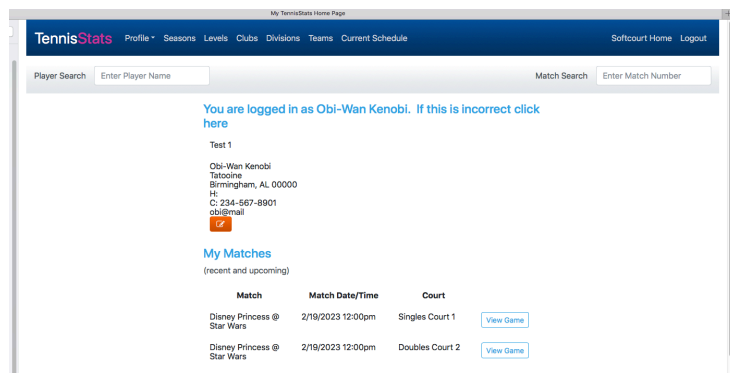 My TennisStats Home Page
TennisStats Profile Seasons Levels Clubs Divisions Teams Current Schedule Softcourt Home Logout
Player Search Enter Player Name Match Search Enter Match Number
You are logged in as Obi-Wan Kenobi. If this is incorrect click
here
Test 1
Obi-Wan Kenobi
Tatooine
Birmingham, AL 00000
H:
C: 234-567-8901
obi@mail
My Matches
(recent and upcoming)
Match Match Date/Time Court
Disney Princess @ 2/19/2023 12:00pm Singles Court 1 View Game
Star Wars
Disney Princess @ 2/19/2023 12:00pm Doubles Court 2 View Game
Star Wars